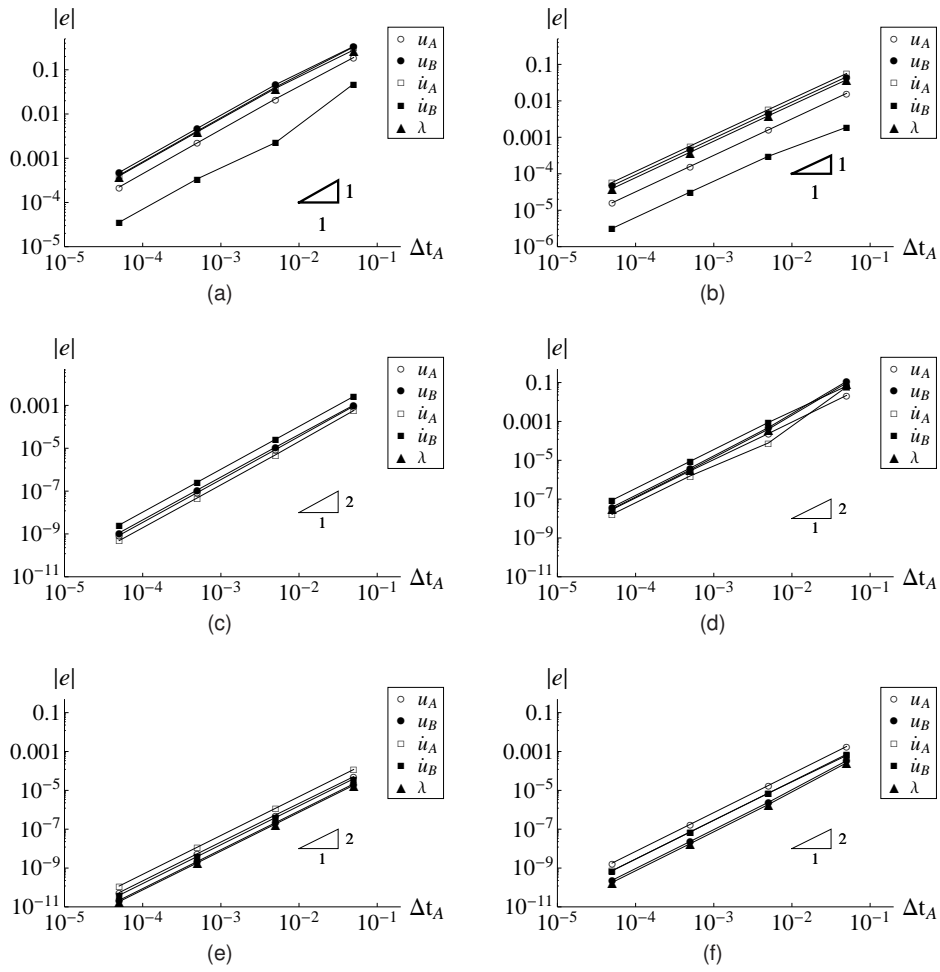 |e|
0.1
0.01
0.001
10⁻⁴
10⁻⁵
10⁻⁵ 10⁻⁴ 10⁻³ 10⁻² 10⁻¹ Δt_A
u_A
u_B
u̇_A
u̇_B
λ
1
1
(a)
|e|
0.1
0.01
0.001
10⁻⁴
10⁻⁵
10⁻⁶
10⁻⁵ 10⁻⁴ 10⁻³ 10⁻² 10⁻¹ Δt_A
u_A
u_B
u̇_A
u̇_B
λ
1
1
(b)
|e|
0.001
10⁻⁵
10⁻⁷
10⁻⁹
10⁻¹¹
10⁻⁵ 10⁻⁴ 10⁻³ 10⁻² 10⁻¹ Δt_A
u_A
u_B
u̇_A
u̇_B
λ
2
1
(c)
|e|
0.1
0.001
10⁻⁵
10⁻⁷
10⁻⁹
10⁻¹¹
10⁻⁵ 10⁻⁴ 10⁻³ 10⁻² 10⁻¹ Δt_A
u_A
u_B
u̇_A
u̇_B
λ
2
1
(d)
|e|
0.1
0.001
10⁻⁵
10⁻⁷
10⁻⁹
10⁻¹¹
10⁻⁵ 10⁻⁴ 10⁻³ 10⁻² 10⁻¹ Δt_A
u_A
u_B
u̇_A
u̇_B
λ
2
1
(e)
|e|
0.1
0.001
10⁻⁵
10⁻⁷
10⁻⁹
10⁻¹¹
10⁻⁵ 10⁻⁴ 10⁻³ 10⁻² 10⁻¹ Δt_A
u_A
u_B
u̇_A
u̇_B
λ
2
1
(f)